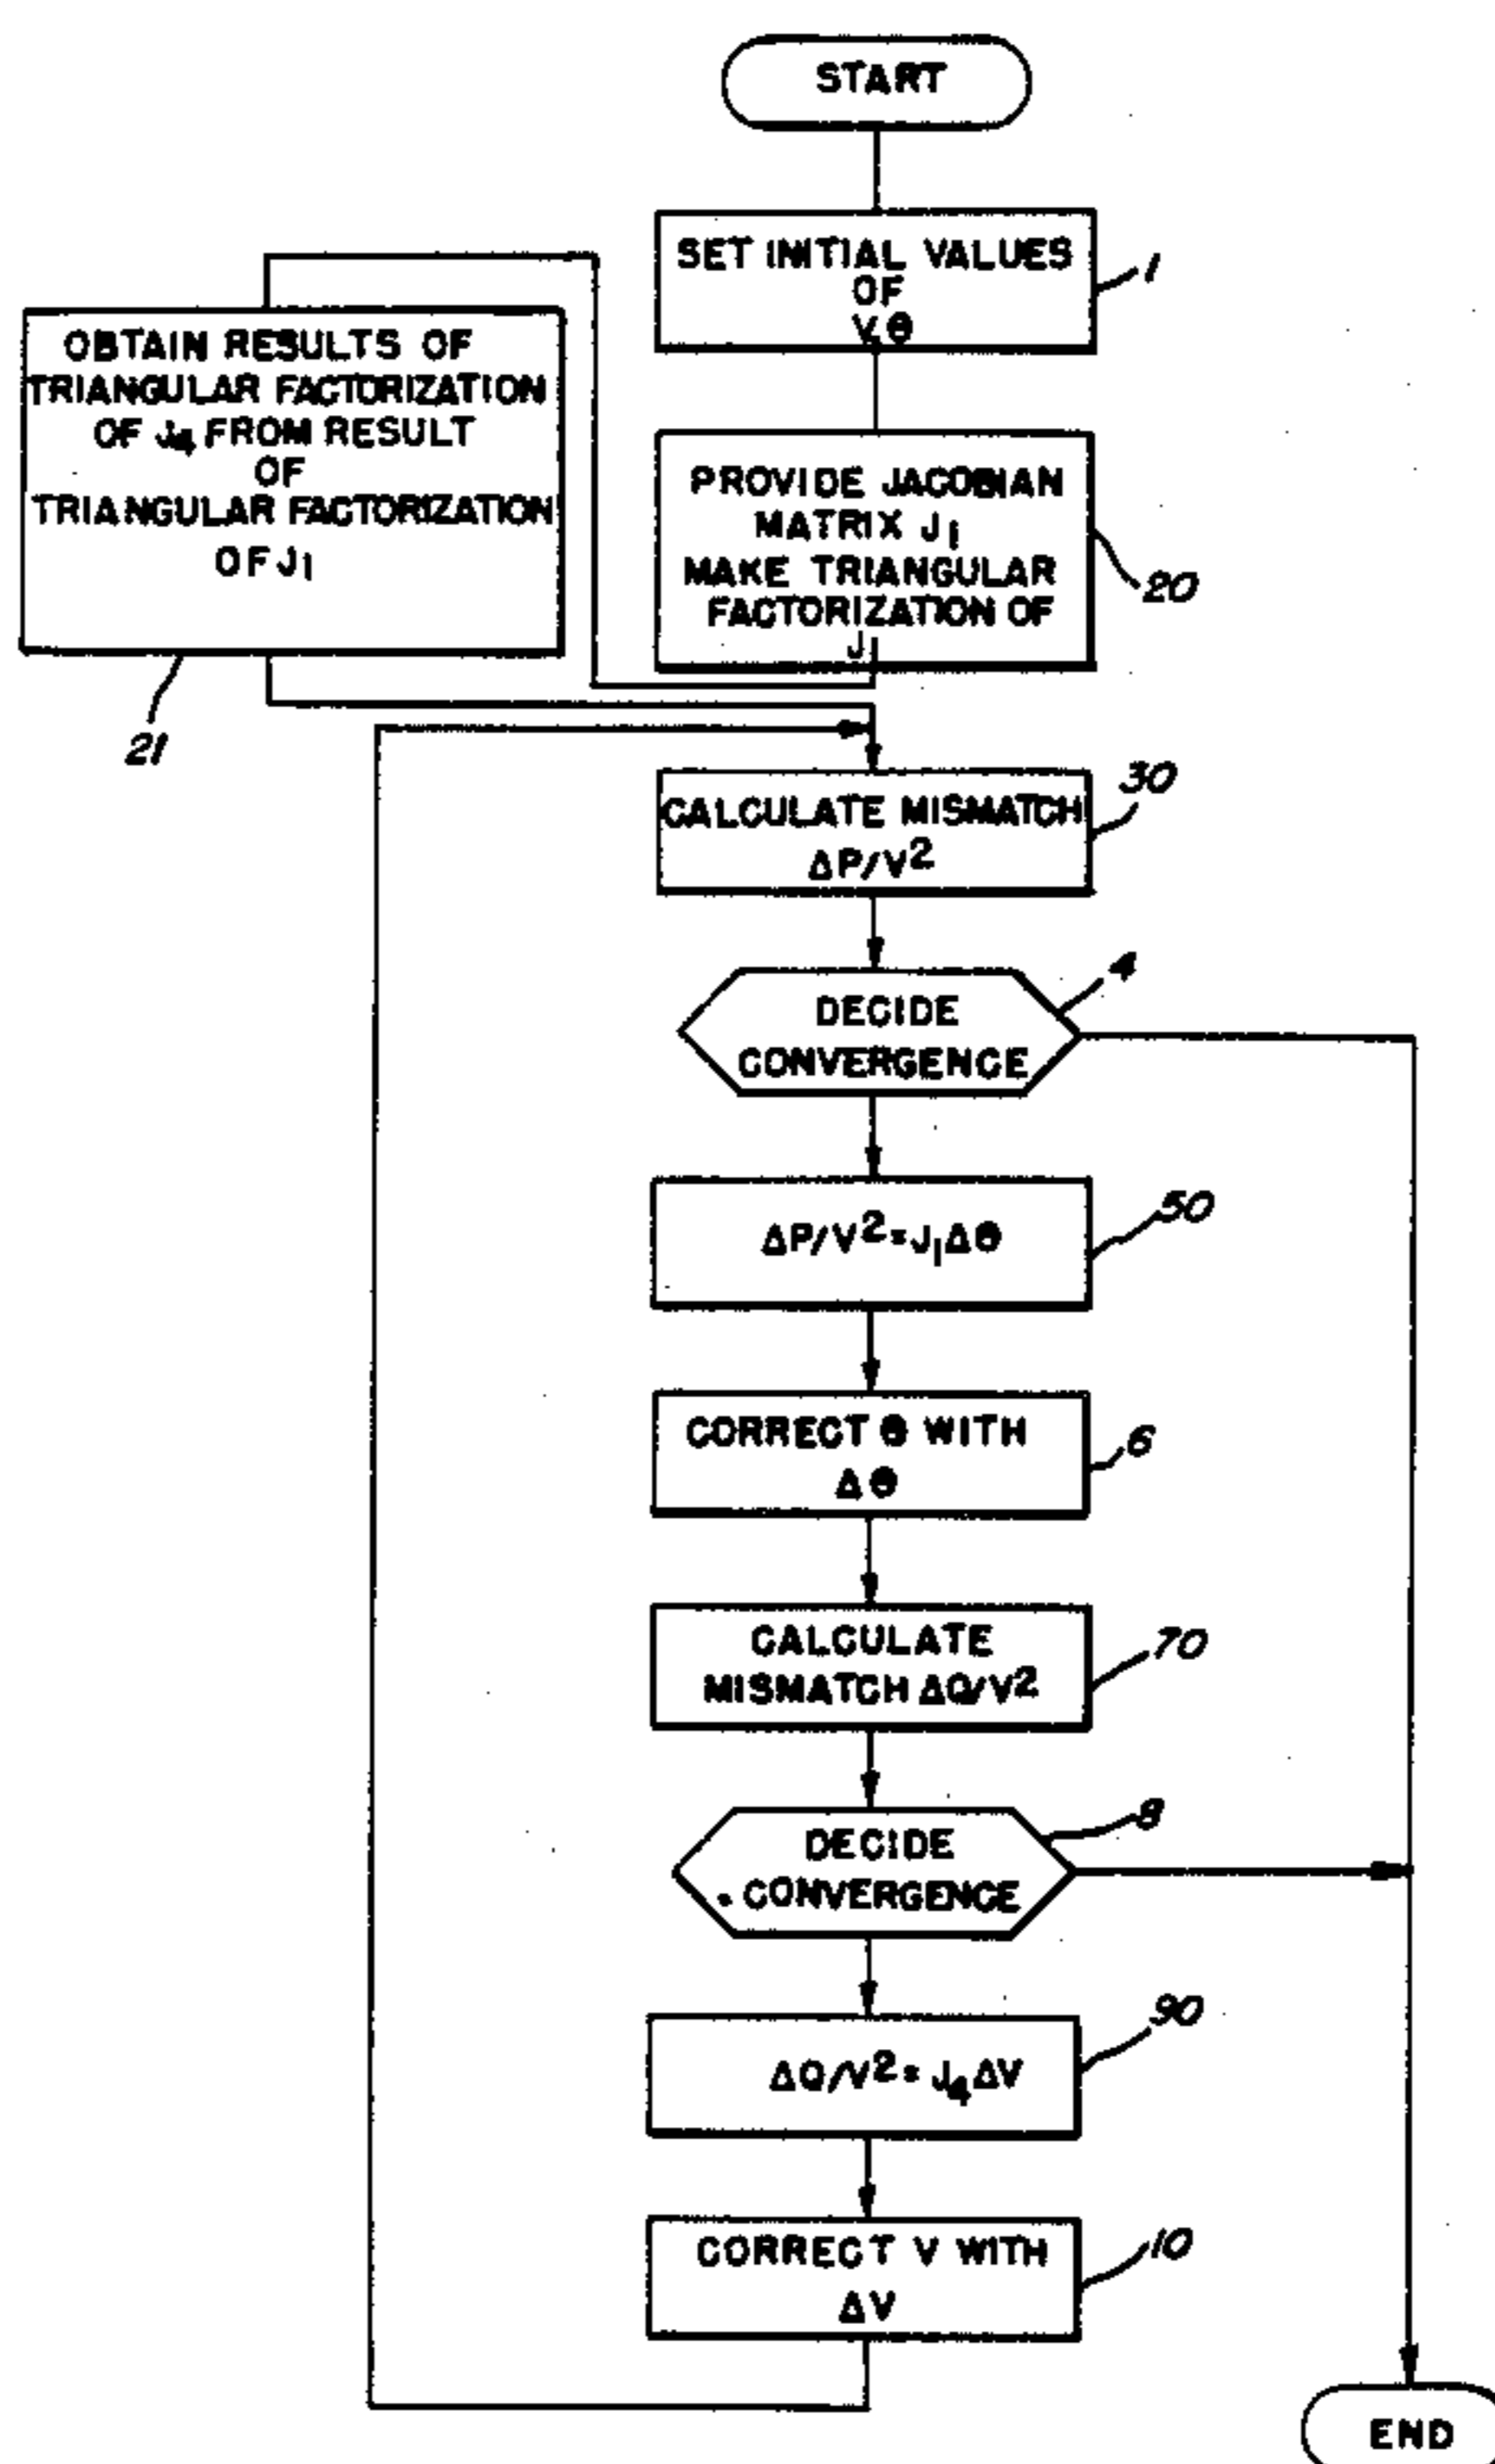 START
SET INITIAL VALUES
OF
V,θ
1
PROVIDE JACOBIAN
MATRIX J₁
MAKE TRIANGULAR
FACTORIZATION OF
J₁
20
OBTAIN RESULTS OF
TRIANGULAR FACTORIZATION
OF J₄ FROM RESULT
OF
TRIANGULAR FACTORIZATION
OF J₁
21
CALCULATE MISMATCH
ΔP/V²
30
DECIDE
CONVERGENCE
4
ΔP/V²=J₁Δθ
50
CORRECT θ WITH
Δθ
6
CALCULATE
MISMATCH ΔQ/V²
70
DECIDE
CONVERGENCE
8
ΔQ/V²=J₄ΔV
90
CORRECT V WITH
ΔV
10
END